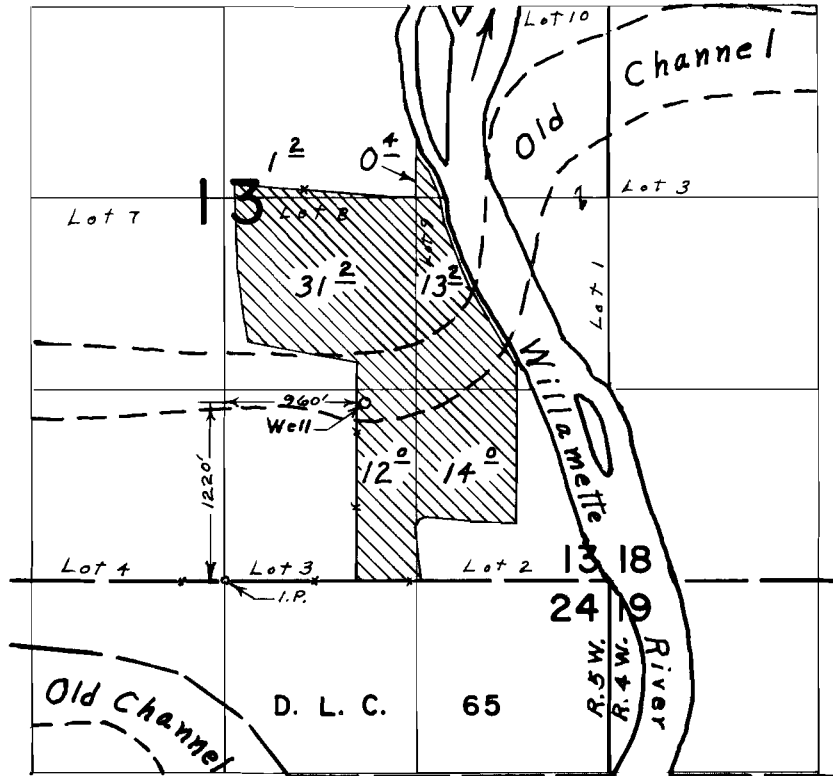 Lot 10
Old Channel
1 2
0 4
13
Lot 7
Lot 8
Lot 9
Lot 3
Lot 1
31 2
13 2
960'
Well
1220'
12 0
14 0
Willamette River
Lot 4
Lot 3
Lot 2
13 18
I.P.
24 19
R.5W.
R.4W.
Old Channel
D. L. C. 65